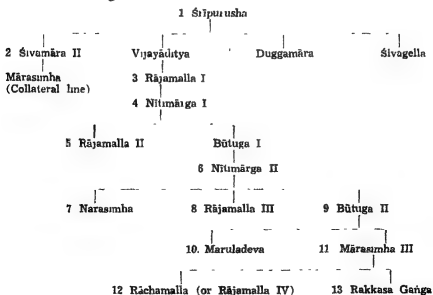 1 Śrīpurusha
2 Śivamāra II Vijayāditya Duggamāra Śivagella
Mārasimha 3 Rājamalla I
(Collateral line)
4 Nītimārga I
5 Rājamalla II Būtuga I
6 Nītimārga II
7 Narasimha 8 Rājamalla III 9 Būtuga II
10. Maruladeva 11 Mārasimha III
12 Rāchamalla (or Rājamalla IV) 13 Rakkasa Gaṅga